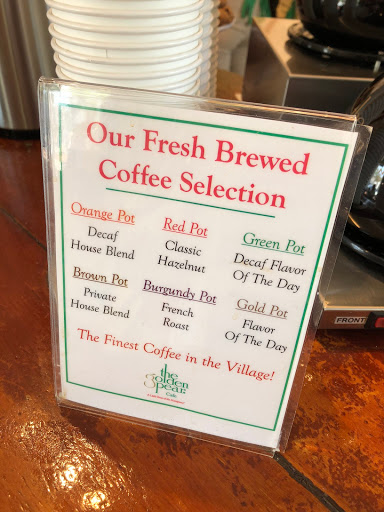 Our Fresh Brewed
Coffee Selection
Orange Pot
Decaf
House Blend
Red Pot
Classic
Hazelnut
Green Pot
Decaf Flavor
Of The Day
Brown Pot
Private
House Blend
Burgundy Pot
French
Roast
Gold Pot
Flavor
Of The Day
The Finest Coffee in the Village!
the
golden
pear
Cafe
FRONT